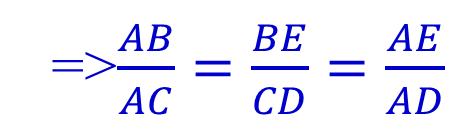 => AB/AC = BE/CD = AE/AD